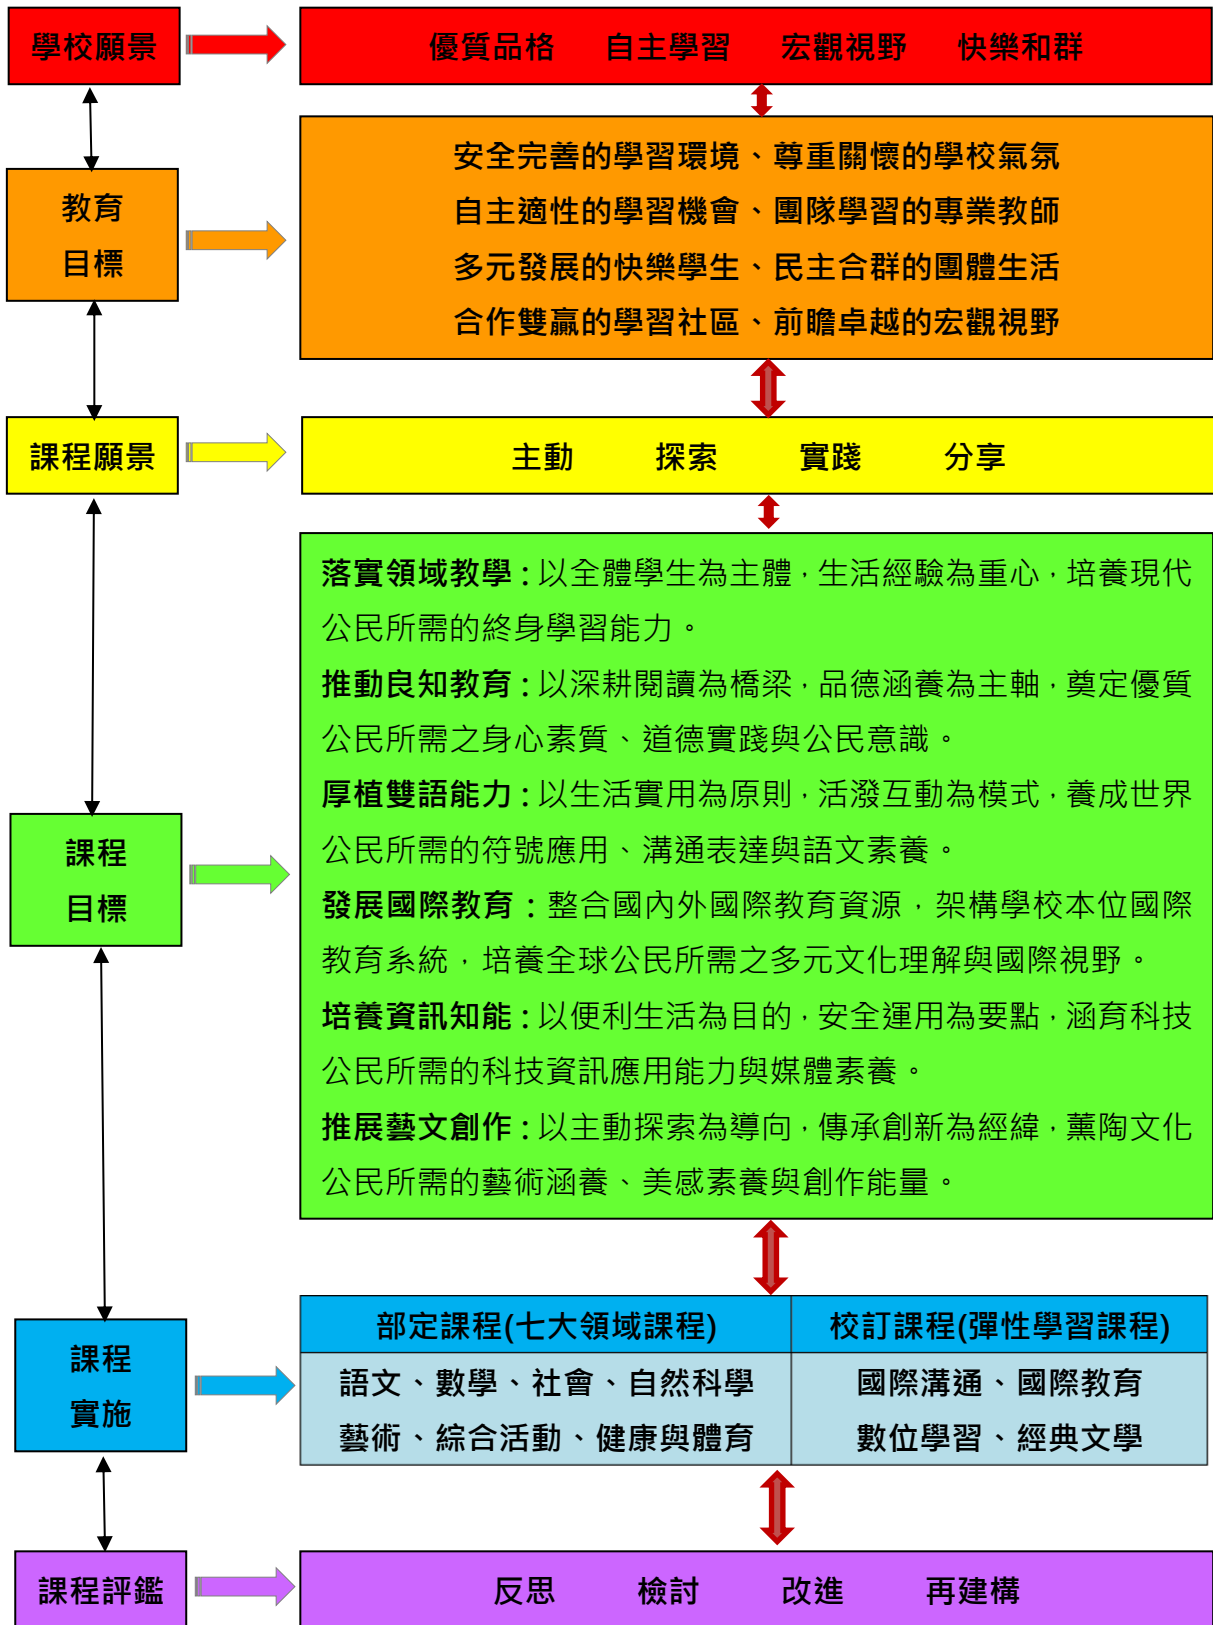 學校願景
優質品格 自主學習 宏觀視野 快樂和群
教育
目標
安全完善的學習環境、尊重關懷的學校氣氛
自主適性的學習機會、團隊學習的專業教師
多元發展的快樂學生、民主合群的團體生活
合作雙贏的學習社區、前瞻卓越的宏觀視野
課程願景
主動 探索 實踐 分享
課程
目標
落實領域教學：以全體學生為主體，生活經驗為重心，培養現代
公民所需的終身學習能力。
推動良知教育：以深耕閱讀為橋梁，品德涵養為主軸，奠定優質
公民所需之身心素質、道德實踐與公民意識。
厚植雙語能力：以生活實用為原則，活潑互動為模式，養成世界
公民所需的符號應用、溝通表達與語文素養。
發展國際教育：整合國內外國際教育資源，架構學校本位國際
教育系統，培養全球公民所需之多元文化理解與國際視野。
培養資訊知能：以便利生活為目的，安全運用為要點，涵育科技
公民所需的科技資訊應用能力與媒體素養。
推展藝文創作：以主動探索為導向，傳承創新為經緯，薰陶文化
公民所需的藝術涵養、美感素養與創作能量。
課程
實施
部定課程(七大領域課程)
語文、數學、社會、自然科學
藝術、綜合活動、健康與體育
校訂課程(彈性學習課程)
國際溝通、國際教育
數位學習、經典文學
課程評鑑
反思 檢討 改進 再建構